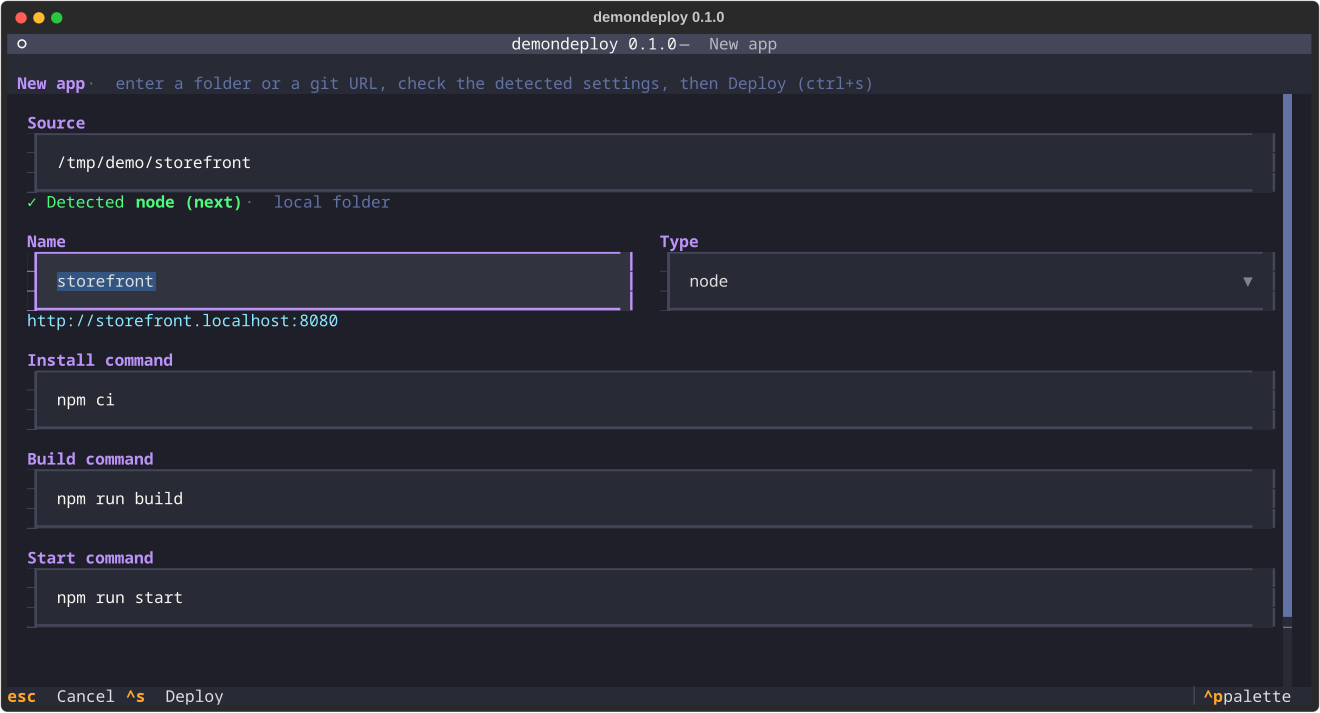 demondeploy 0.1.0
demondeploy 0.1.0— New app
New app· enter a folder or a git URL, check the detected settings, then Deploy (ctrl+s)
Source
/tmp/demo/storefront
✓ Detected node (next)· local folder
Name Type
storefront node ▼
http://storefront.localhost:8080
Install command
npm ci
Build command
npm run build
Start command
npm run start
esc Cancel ^s Deploy ^ppalette